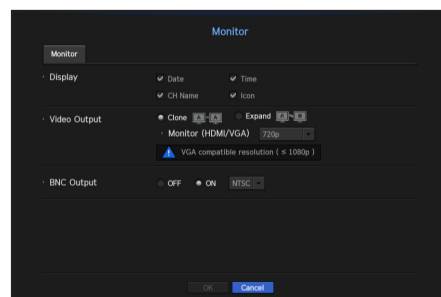 Monitor
Monitor
Display
Date
Time
CH Name
Icon
Video Output
Clone A=A
Expand A~B
Monitor (HDMI/VGA) 720p
VGA compatible resolution ( ≤ 1080p )
BNC Output
OFF
ON
NTSC
OK
Cancel